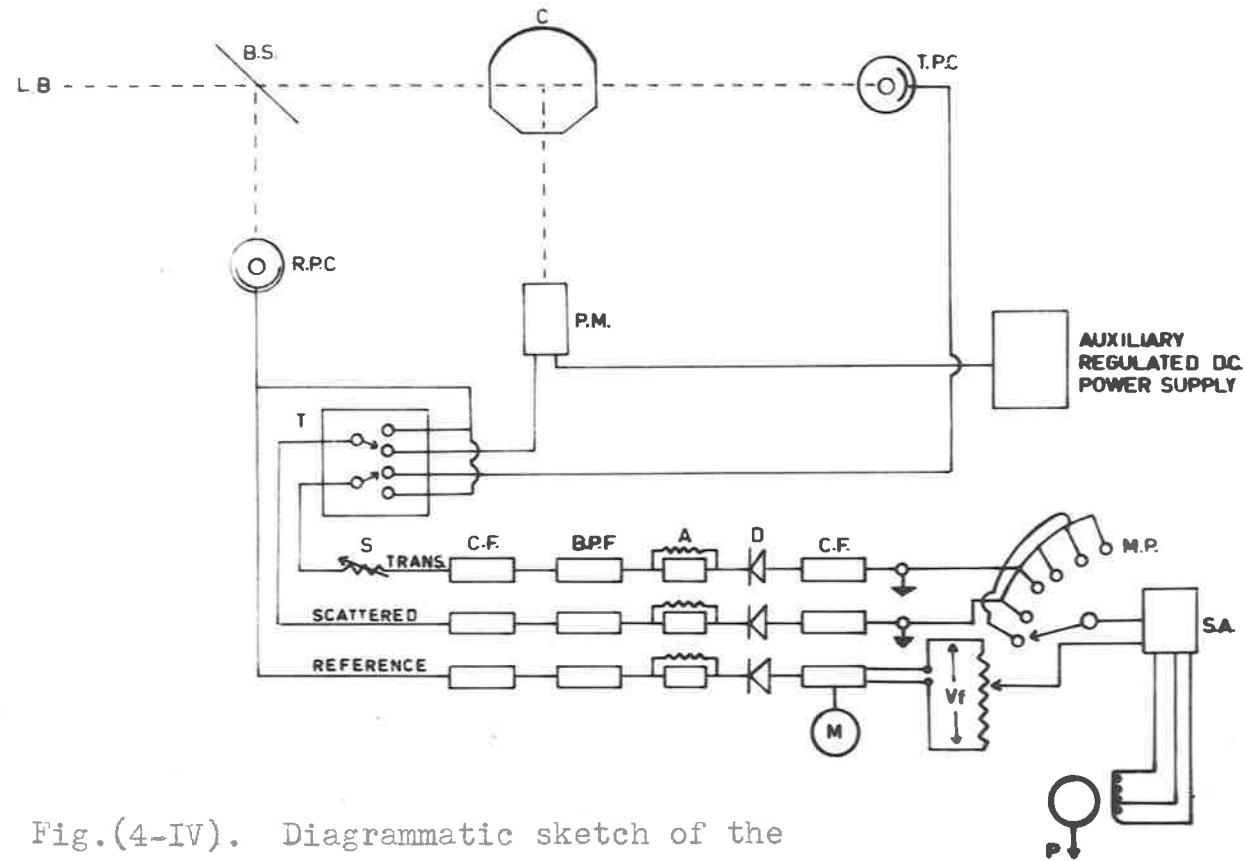 C
B.S.
L.B
T.P.C
R.P.C
P.M.
AUXILIARY
REGULATED D.C.
POWER SUPPLY
T
S
TRANS.
C.F.
B.P.F
A
D
C.F.
M.P.
SCATTERED
S.A.
REFERENCE
Vf
M
P
Fig.(4-IV). Diagrammatic sketch of the